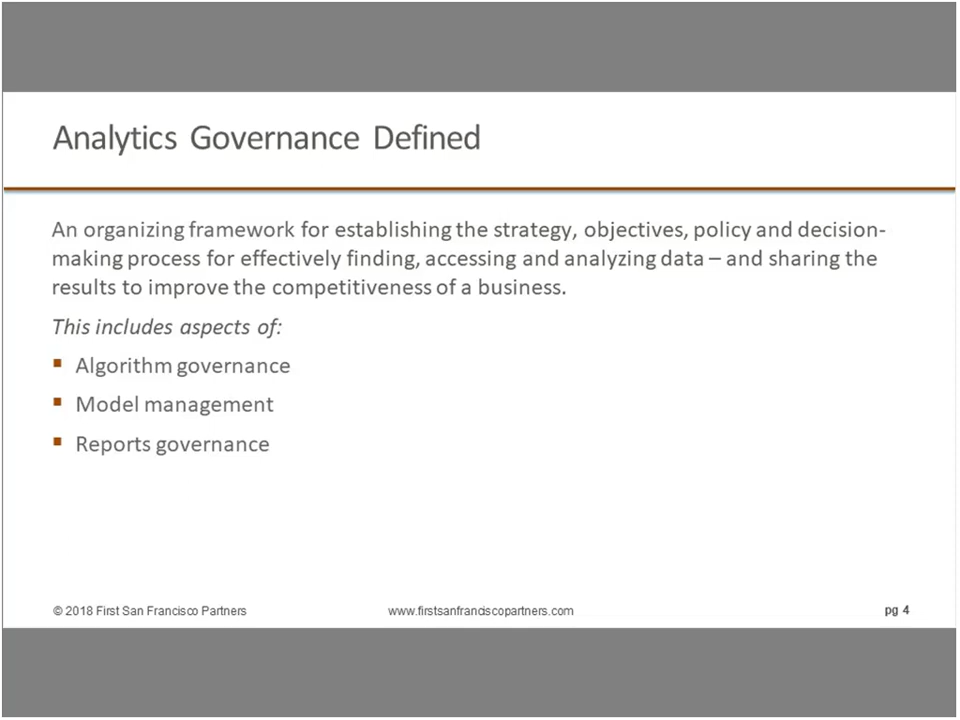 Analytics Governance Defined
An organizing framework for establishing the strategy, objectives, policy and decision-
making process for effectively finding, accessing and analyzing data – and sharing the
results to improve the competitiveness of a business.
This includes aspects of:
▪ Algorithm governance
▪ Model management
▪ Reports governance
© 2018 First San Francisco Partners www.firstsanfranciscopartners.com pg 4